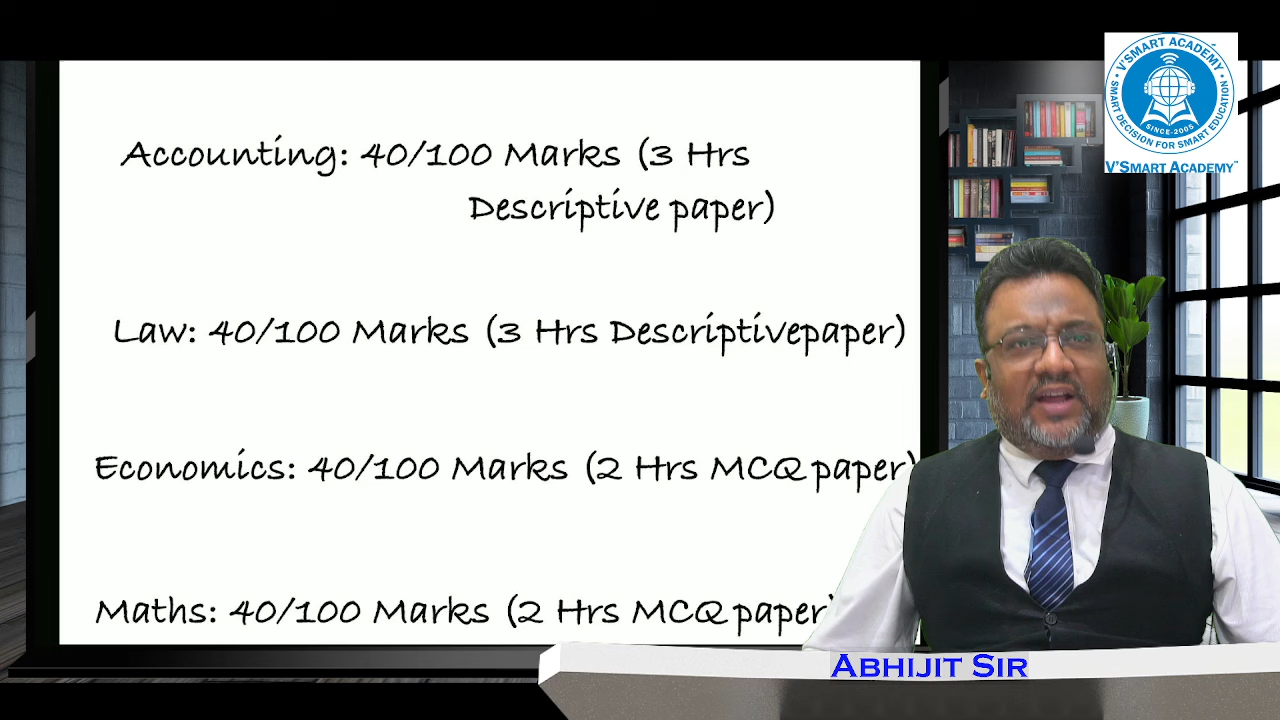 Accounting: 40/100 Marks (3 Hrs
Descriptive paper)
Law: 40/100 Marks (3 Hrs Descriptivepaper)
Economics: 40/100 Marks (2 Hrs MCQ paper)
Maths: 40/100 Marks (2 Hrs MCQ paper)
V'SMART ACADEMY
SMART DECISION FOR SMART EDUCATION
SINCE-2005
V'SMART ACADEMY™
ABHIJIT SIR